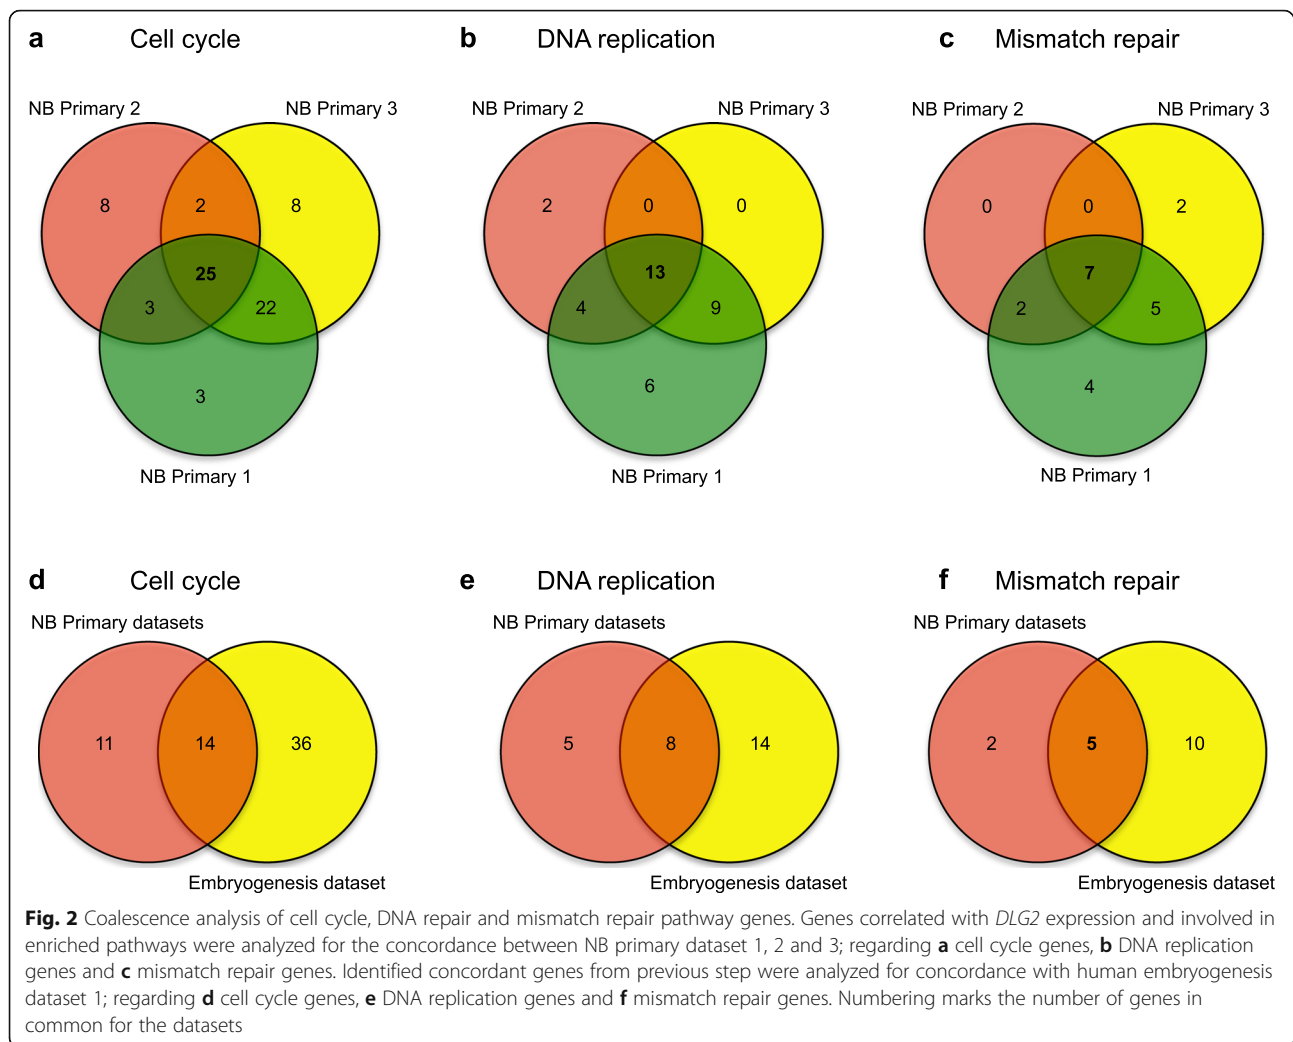 a Cell cycle
NB Primary 2
NB Primary 3
8
2
8
25
3
22
3
NB Primary 1
b DNA replication
NB Primary 2
NB Primary 3
2
0
0
13
4
9
6
NB Primary 1
c Mismatch repair
NB Primary 2
NB Primary 3
0
0
2
7
2
5
4
NB Primary 1
d Cell cycle
NB Primary datasets
11
14
36
Embryogenesis dataset
e DNA replication
NB Primary datasets
5
8
14
Embryogenesis dataset
f Mismatch repair
NB Primary datasets
2
5
10
Embryogenesis dataset
Fig. 2 Coalescence analysis of cell cycle, DNA repair and mismatch repair pathway genes. Genes correlated with DLG2 expression and involved in
enriched pathways were analyzed for the concordance between NB primary dataset 1, 2 and 3; regarding a cell cycle genes, b DNA replication
genes and c mismatch repair genes. Identified concordant genes from previous step were analyzed for concordance with human embryogenesis
dataset 1; regarding d cell cycle genes, e DNA replication genes and f mismatch repair genes. Numbering marks the number of genes in
common for the datasets